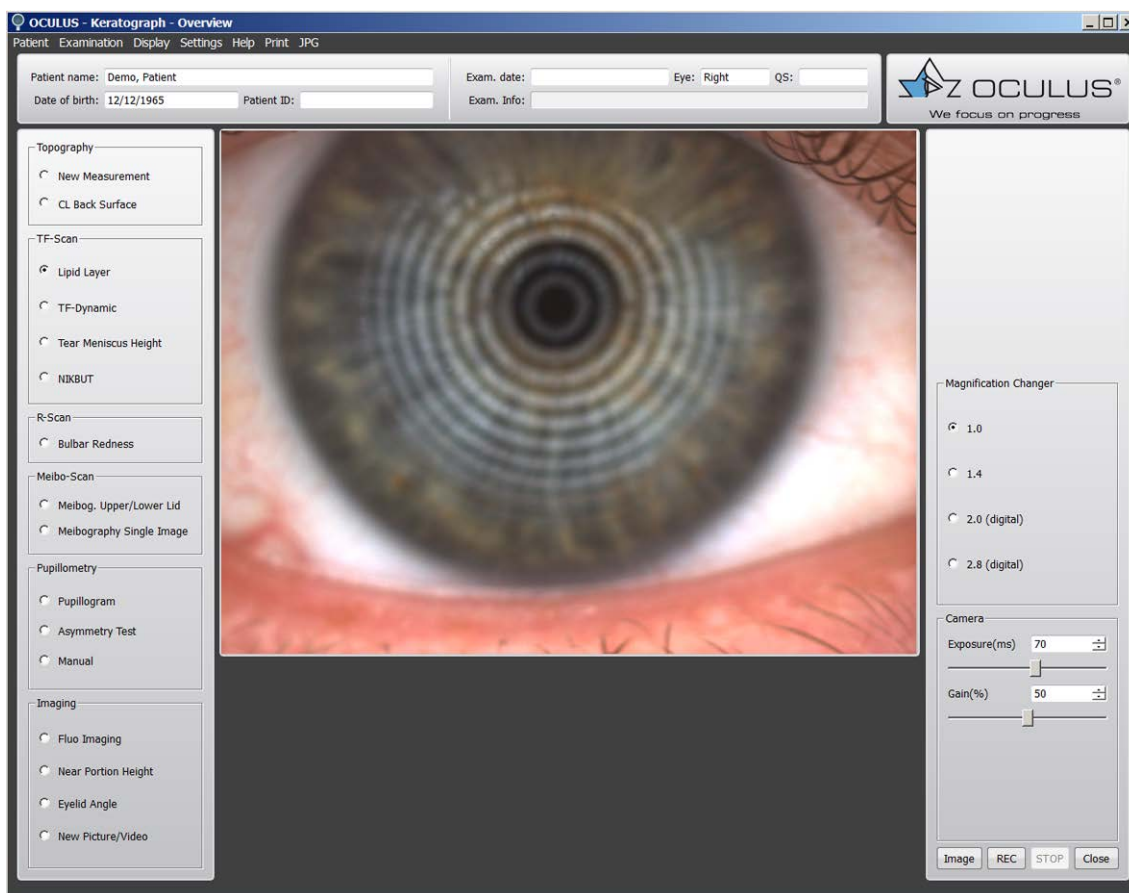 OCULUS - Keratograph - Overview
Patient Examination Display Settings Help Print JPG
Patient name: Demo, Patient
Exam. date: Eye: Right QS:
Date of birth: 12/12/1965 Patient ID:
Exam. Info:
OCULUS®
We focus on progress
Topography
New Measurement
CL Back Surface
TF-Scan
Lipid Layer
TF-Dynamic
Tear Meniscus Height
NIKBUT
R-Scan
Bulbar Redness
Meibo-Scan
Meibog. Upper/Lower Lid
Meibography Single Image
Pupillometry
Pupillogram
Asymmetry Test
Manual
Imaging
Fluo Imaging
Near Portion Height
Eyelid Angle
New Picture/Video
Magnification Changer
1.0
1.4
2.0 (digital)
2.8 (digital)
Camera
Exposure(ms) 70
Gain(%) 50
Image REC STOP Close